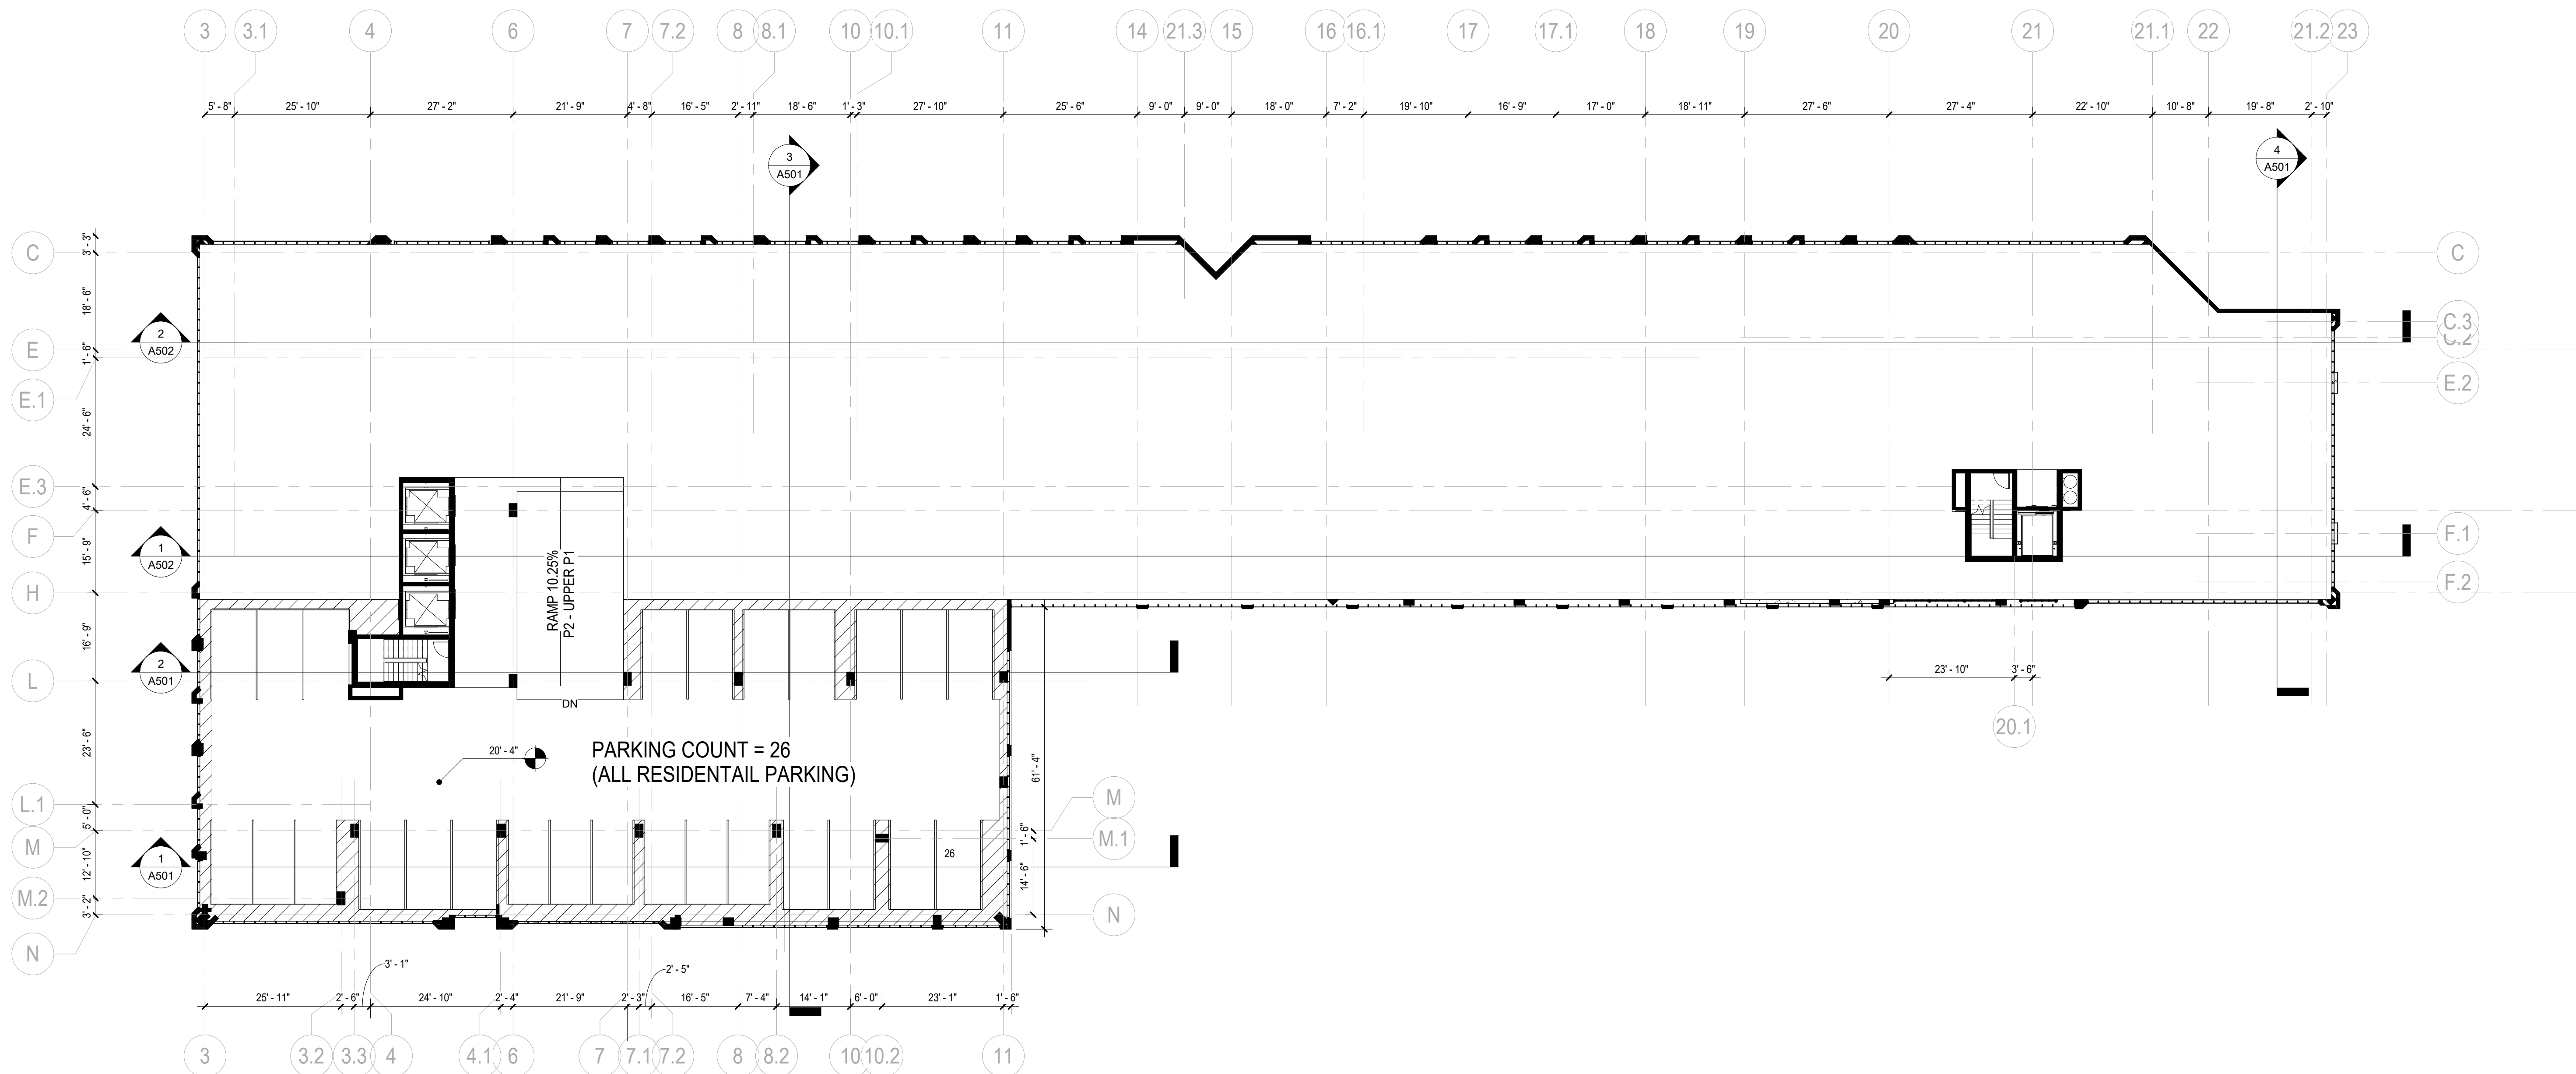 3 3.1 4 6 7 7.2 8 8.1 10 10.1 11 14 21.3 15 16 16.1 17 17.1 18 19 20 21 21.1 22 21.2 23
5' - 8" 25' - 10" 27' - 2" 21' - 9" 4' - 8" 16' - 5" 2' - 11" 18' - 6" 1' - 3" 27' - 10" 25' - 6" 9' - 0" 9' - 0" 18' - 0" 7' - 2" 19' - 10" 16' - 9" 17' - 0" 18' - 11" 27' - 6" 27' - 4" 22' - 10" 10' - 8" 19' - 8" 2' - 10"
3
A501
4
A501
C
E
E.1
E.3
F
H
L
L.1
M
M.2
N
3' - 3"
18' - 6"
1' - 6"
24' - 6"
4' - 6"
15' - 9"
16' - 9"
23' - 6"
5' - 0"
12' - 10"
3' - 2"
2
A502
1
A502
2
A501
1
A501
C
C.3
C.2
E.2
F.1
F.2
RAMP 10.25%
P2 - UPPER P1
DN
20' - 4"
PARKING COUNT = 26
(ALL RESIDENTAIL PARKING)
26
23' - 10" 3' - 6"
20.1
61' - 4"
1' - 6"
14' - 6"
M
M.1
N
3' - 1"
2' - 5"
25' - 11" 2' - 6" 24' - 10" 2' - 4" 21' - 9" 2' - 3" 16' - 5" 7' - 4" 14' - 1" 6' - 0" 23' - 1" 1' - 6"
3 3.2 3.3 4 4.1 6 7 7.1 7.2 8 8.2 10 10.2 11